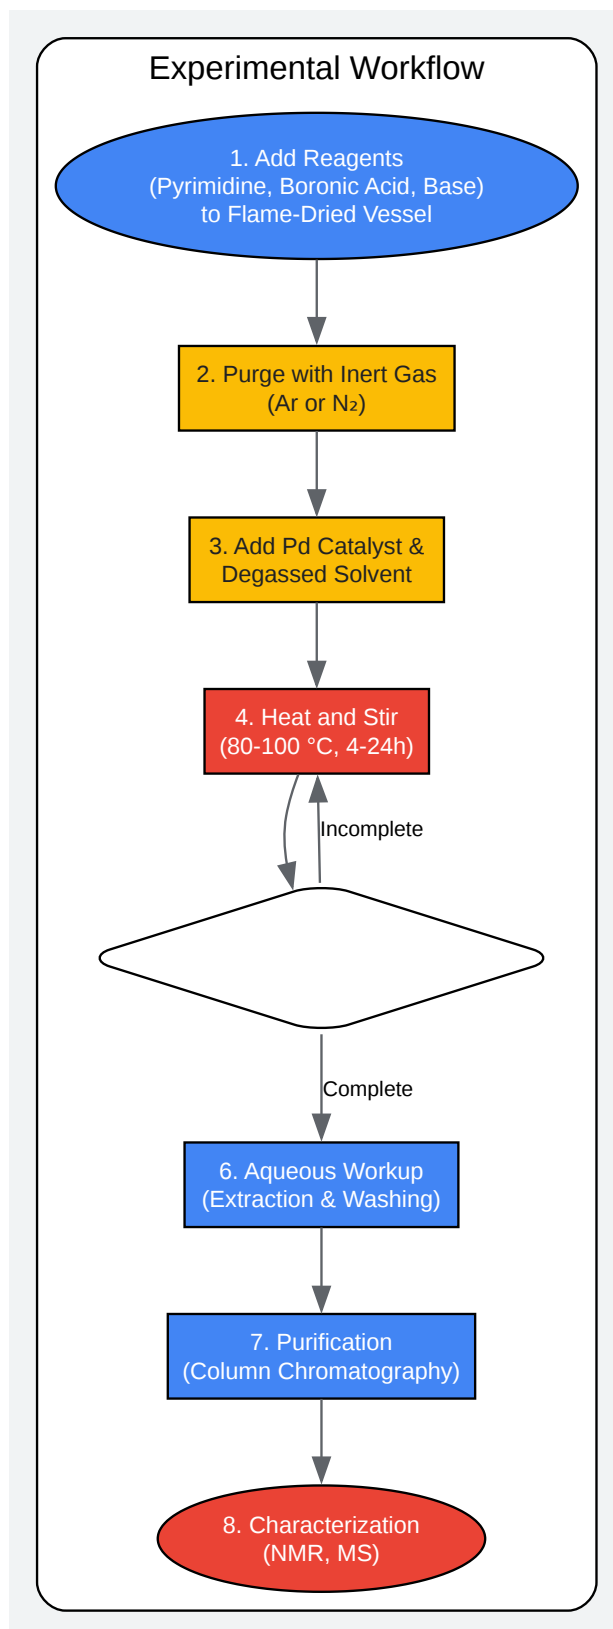 Experimental Workflow
1. Add Reagents
(Pyrimidine, Boronic Acid, Base)
to Flame-Dried Vessel
2. Purge with Inert Gas
(Ar or N₂)
3. Add Pd Catalyst &
Degassed Solvent
4. Heat and Stir
(80-100 °C, 4-24h)
Incomplete
Complete
6. Aqueous Workup
(Extraction & Washing)
7. Purification
(Column Chromatography)
8. Characterization
(NMR, MS)